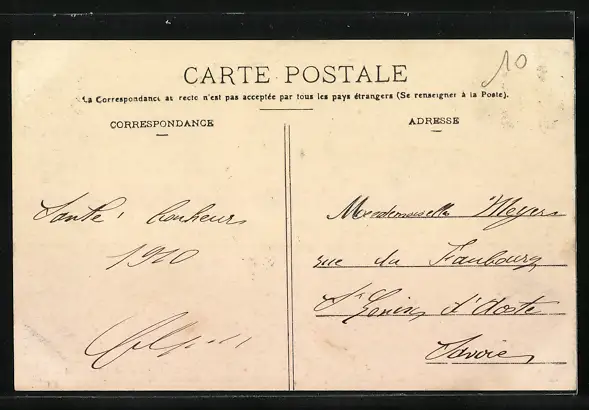 10
CARTE POSTALE
La Correspondance au recto n'est pas acceptée par tous les pays étrangers (Se renseigner à la Poste).
CORRESPONDANCE
ADRESSE
Santé, bonheur
1910
Mademoiselle Meyer
rue du Faubourg
St Genix d'Aoste
Savoie